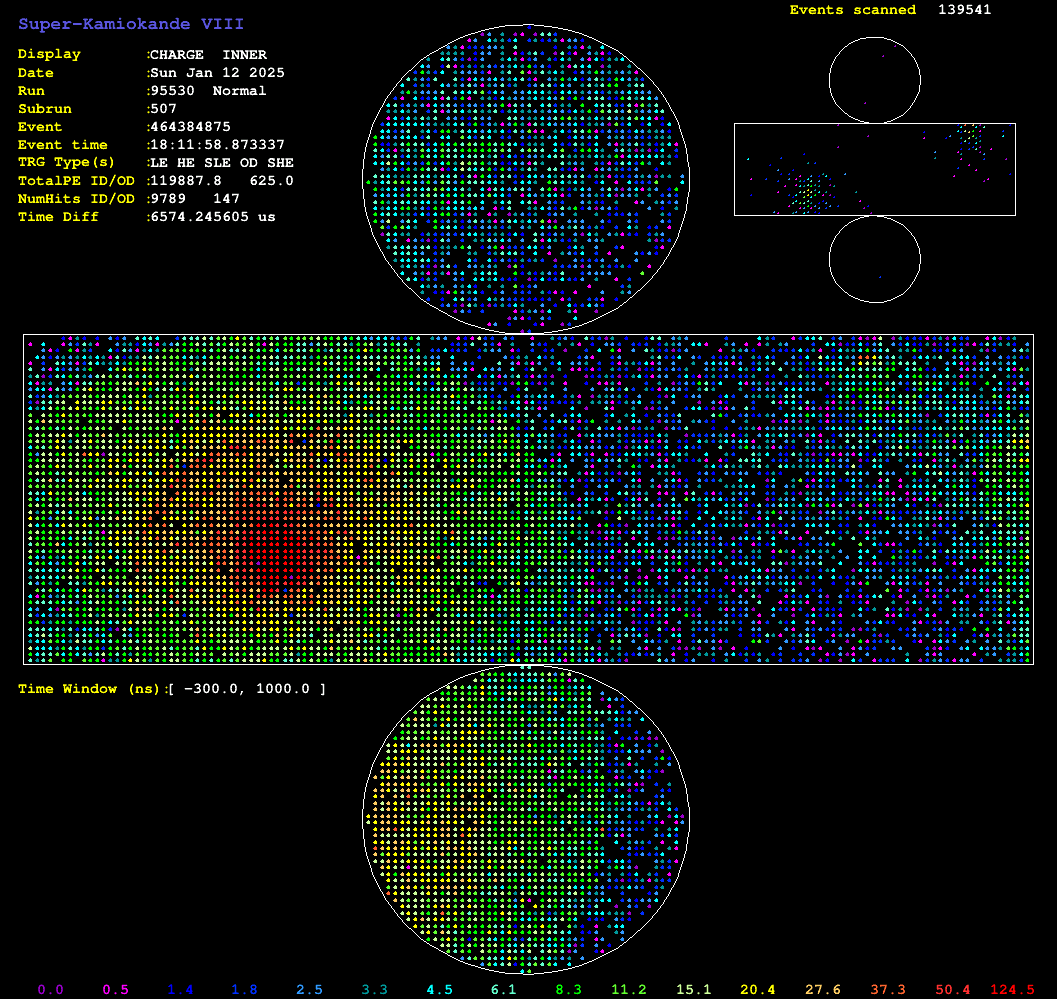 Super-Kamiokande VIII
Events scanned 139541
Display :CHARGE INNER
Date :Sun Jan 12 2025
Run :95530 Normal
Subrun :507
Event :464384875
Event time :18:11:58.873337
TRG Type(s) :LE HE SLE OD SHE
TotalPE ID/OD :119887.8 625.0
NumHits ID/OD :9789 147
Time Diff :6574.245605 us
Time Window (ns):[ -300.0, 1000.0 ]
0.0 0.5 1.4 1.8 2.5 3.3 4.5 6.1 8.3 11.2 15.1 20.4 27.6 37.3 50.4 124.5